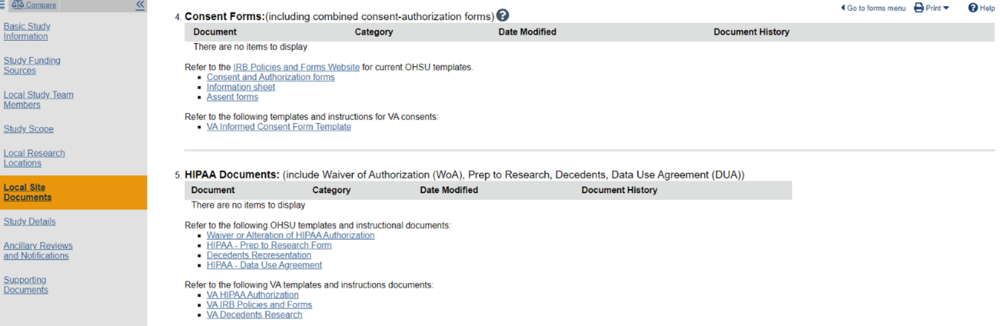 Compare
Basic Study
Information
Study Funding
Sources
Local Study Team
Members
Study Scope
Local Research
Locations
Local Site
Documents
Study Details
Ancillary Reviews
and Notifications
Supporting
Documents
Go to forms menu Print Help
4. Consent Forms:(including combined consent-authorization forms)
Document Category Date Modified Document History
There are no items to display
Refer to the IRB Policies and Forms Website for current OHSU templates.
Consent and Authorization forms
Information sheet
Assent forms
Refer to the following templates and instructions for VA consents:
VA Informed Consent Form Template
5. HIPAA Documents: (include Waiver of Authorization (WoA), Prep to Research, Decedents, Data Use Agreement (DUA))
Document Category Date Modified Document History
There are no items to display
Refer to the following OHSU templates and instructional documents:
Waiver or Alteration of HIPAA Authorization
HIPAA - Prep to Research Form
Decedents Representation
HIPAA - Data Use Agreement
Refer to the following VA templates and instructions documents:
VA HIPAA Authorization
VA IRB Policies and Forms
VA Decedents Research